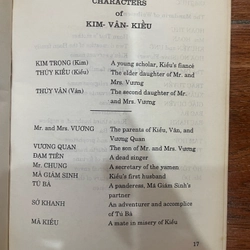 CHARACTERS
of
KIM- VÂN- KIỀU
KIM TRỌNG (Kim) A young scholar, Kiều's fiancé
THÚY KIỀU (Kiều) The elder daughter of Mr. and
Mrs. Vương
THÚY VÂN (Vân) The second daughter of Mr.
and Mrs. Vương
Mr. and Mrs. VƯƠNG The parents of Kiều, Vân, and
Vương Quan
VƯƠNG QUAN The son of Mr. and Mrs. Vương
ĐẠM TIÊN A dead singer
Mr. CHUNG A secretary of the yamen
MÃ GIÁM SINH Kiều's first husband
TÚ BÀ A panderess, Mã Giám Sinh's
partner
SỞ KHANH An adventurer and accomplice
of Tú Bà
MÃ KIỀU A mate in misery of Kiều
17